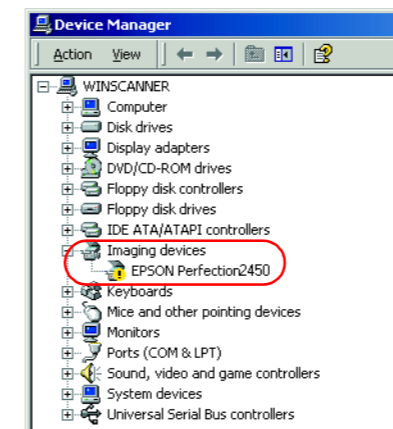 Device Manager
Action View
WINSCANNER
Computer
Disk drives
Display adapters
DVD/CD-ROM drives
Floppy disk controllers
Floppy disk drives
IDE ATA/ATAPI controllers
Imaging devices
EPSON Perfection2450
Keyboards
Mice and other pointing devices
Monitors
Ports (COM & LPT)
Sound, video and game controllers
System devices
Universal Serial Bus controllers